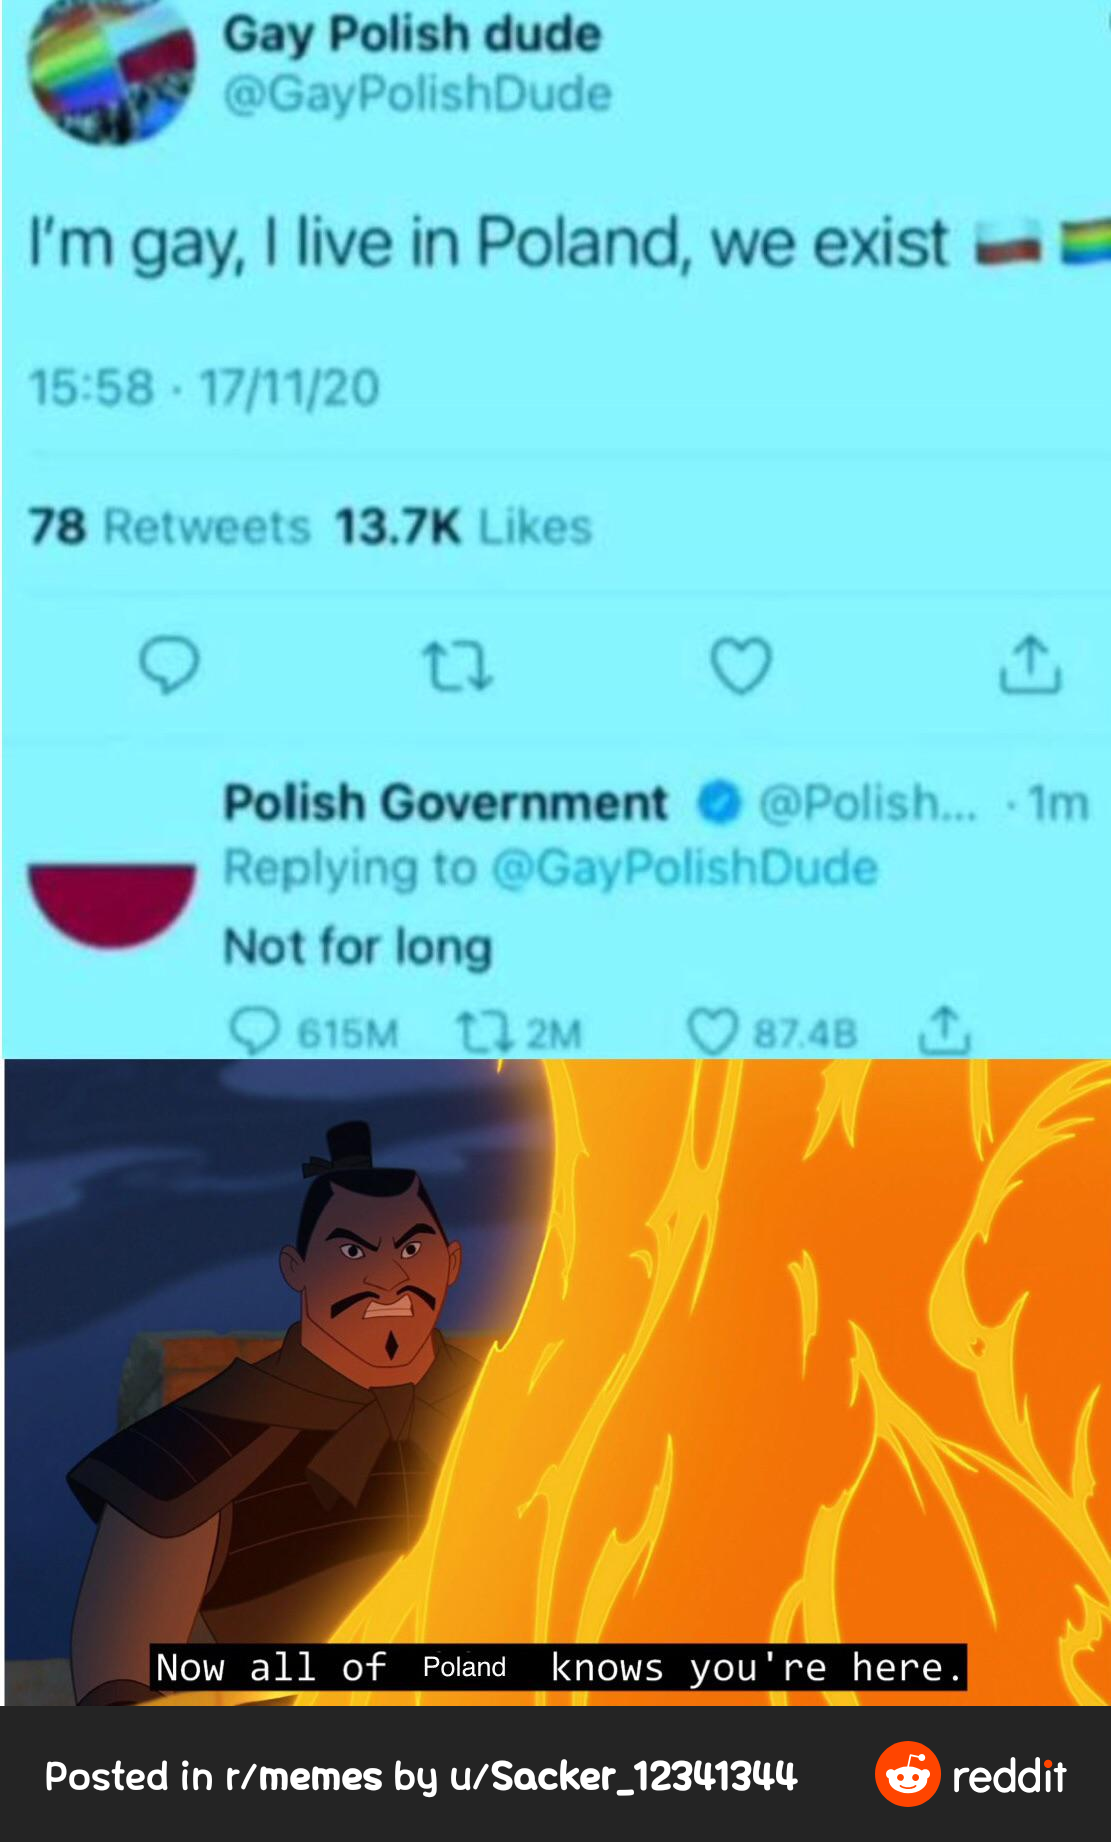 Gay Polish dude
@GayPolishDude
I'm gay, I live in Poland, we exist 🇵🇱 🏳️‍🌈
15:58 · 17/11/20
78 Retweets 13.7K Likes
Polish Government @Polish... · 1m
Replying to @GayPolishDude
Not for long
615M 2M 87.4B
Now all of Poland knows you're here.
Posted in r/memes by u/Sacker_12341344 reddit